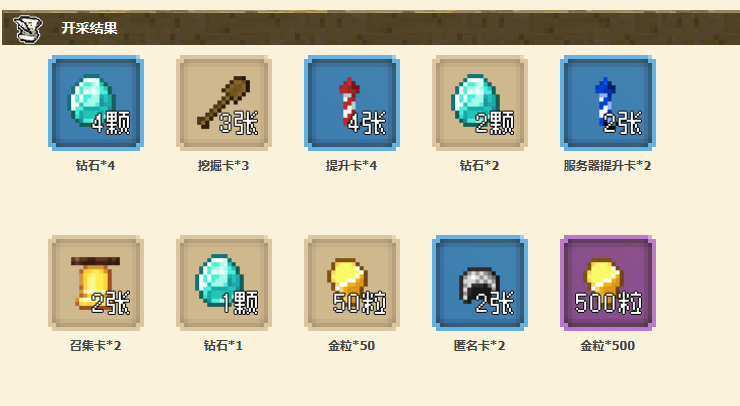 开采结果
4颗
3张
4张
2颗
2张
钻石*4
挖掘卡*3
提升卡*4
钻石*2
服务器提升卡*2
2张
1颗
50粒
2张
500粒
召集卡*2
钻石*1
金粒*50
匿名卡*2
金粒*500